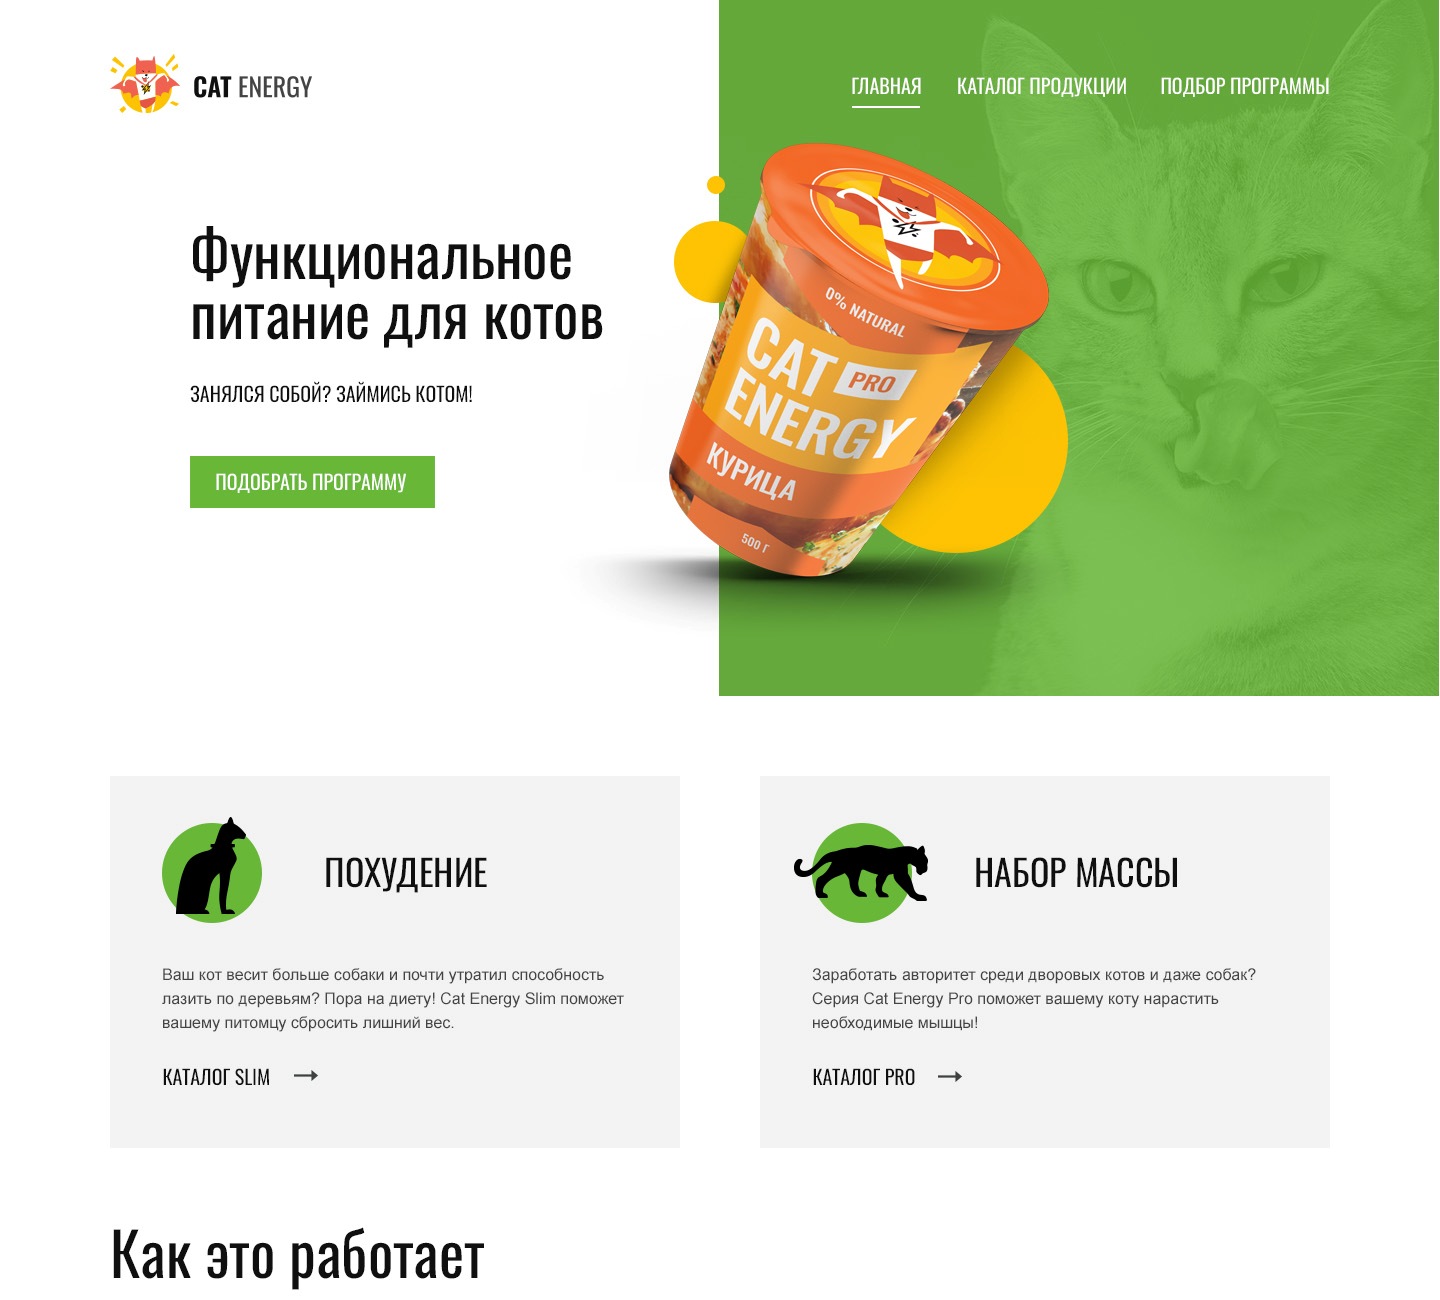 CAT ENERGY
ГЛАВНАЯ
КАТАЛОГ ПРОДУКЦИИ
ПОДБОР ПРОГРАММЫ
Функциональное
питание для котов
ЗАНЯЛСЯ СОБОЙ? ЗАЙМИСЬ КОТОМ!
ПОДОБРАТЬ ПРОГРАММУ
0% NATURAL
CAT PRO
ENERGY
КУРИЦА
500 Г
ПОХУДЕНИЕ
Ваш кот весит больше собаки и почти утратил способность
лазить по деревьям? Пора на диету! Cat Energy Slim поможет
вашему питомцу сбросить лишний вес.
КАТАЛОГ SLIM
НАБОР МАССЫ
Заработать авторитет среди дворовых котов и даже собак?
Серия Cat Energy Pro поможет вашему коту нарастить
необходимые мышцы!
КАТАЛОГ PRO
Как это работает